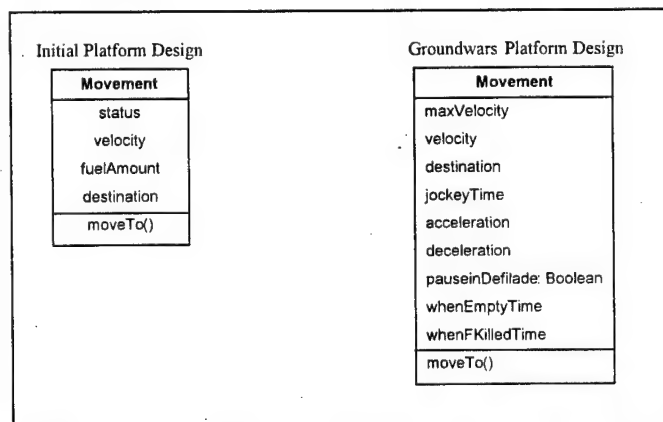 Initial Platform Design
Movement
status
velocity
fuelAmount
destination
moveTo()
Groundwars Platform Design
Movement
maxVelocity
velocity
destination
jockeyTime
acceleration
deceleration
pauseinDefilade: Boolean
whenEmptyTime
whenFKilledTime
moveTo()